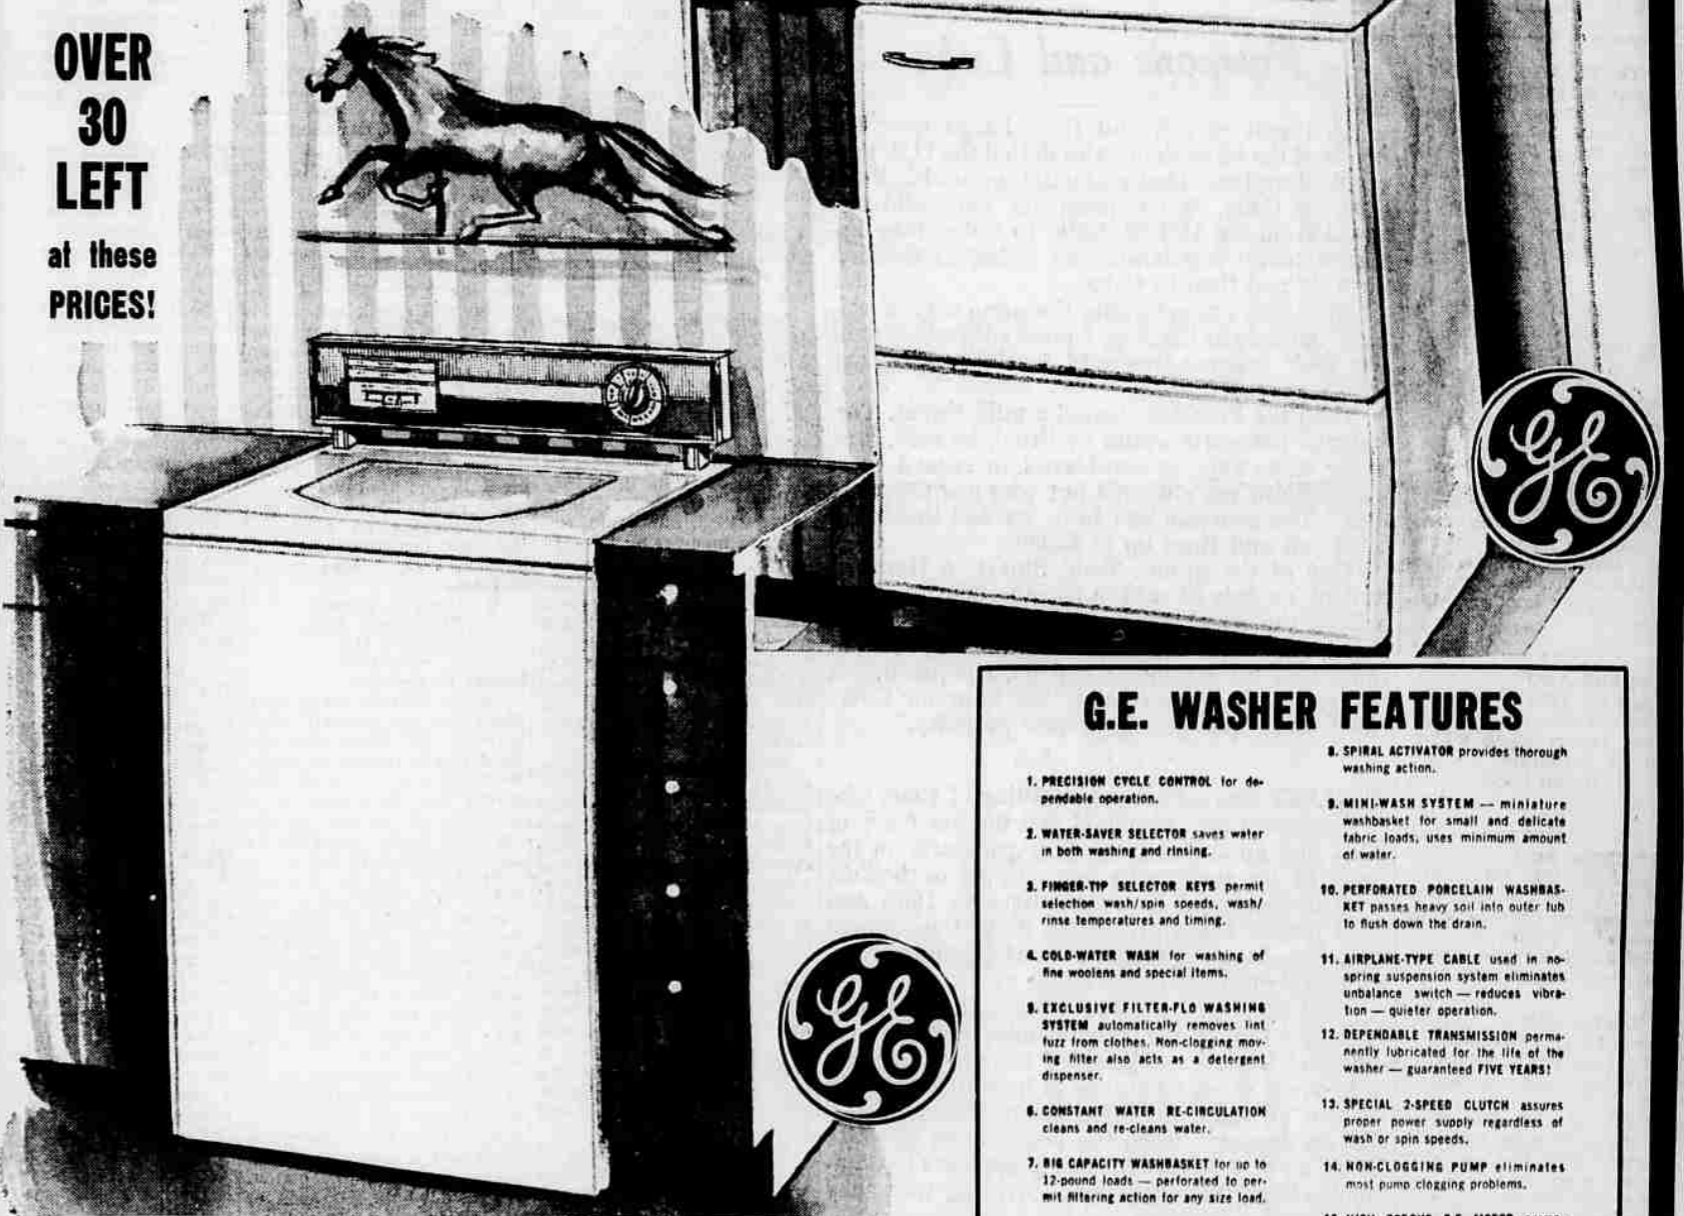 OVER
30
LEFT
at these
PRICES!
GE
GE
G.E. WASHER FEATURES
1. PRECISION CYCLE CONTROL for de-
pendable operation.
2. WATER-SAVER SELECTOR saves water
in both washing and rinsing.
3. FINGER-TIP SELECTOR KEYS permit
selection wash/spin speeds, wash/
rinse temperatures and timing.
4. COLD-WATER WASH for washing of
fine woolens and special items.
5. EXCLUSIVE FILTER-FLO WASHING
SYSTEM automatically removes lint
fuzz from clothes. Non-clogging mov-
ing filter also acts as a detergent
dispenser.
6. CONSTANT WATER RE-CIRCULATION
cleans and re-cleans water.
7. BIG CAPACITY WASHBASKET for up to
12-pound loads — perforated to per-
mit filtering action for any size load.
8. SPIRAL ACTIVATOR provides thorough
washing action.
9. MINI-WASH SYSTEM — miniature
washbasket for small and delicate
fabric loads, uses minimum amount
of water.
10. PERFORATED PORCELAIN WASHBAS-
KET passes heavy soil into outer tub
to flush down the drain.
11. AIRPLANE-TYPE CABLE used in no-
spring suspension system eliminates
unbalance switch — reduces vibra-
tion — quieter operation.
12. DEPENDABLE TRANSMISSION perma-
nently lubricated for the life of the
washer — guaranteed FIVE YEARS!
13. SPECIAL 2-SPEED CLUTCH assures
proper power supply regardless of
wash or spin speeds.
14. NON-CLOGGING PUMP eliminates
most pump clogging problems.